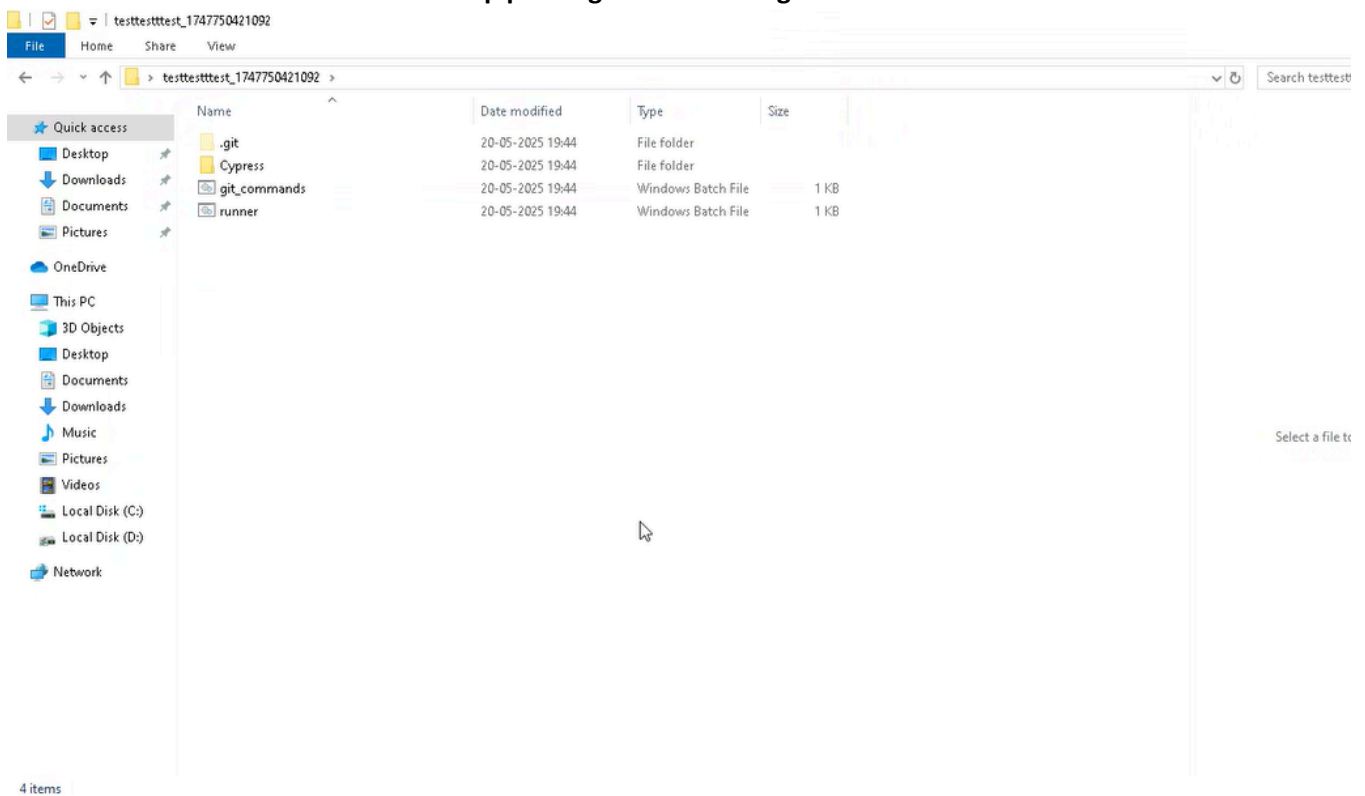 testtestttest_1747750421092
File Home Share View
testtestttest_1747750421092
Search testtestt
Name Date modified Type Size
Quick access
Desktop
Downloads
Documents
Pictures
OneDrive
This PC
3D Objects
Desktop
Documents
Downloads
Music
Pictures
Videos
Local Disk (C:)
Local Disk (D:)
Network
.git 20-05-2025 19:44 File folder
Cypress 20-05-2025 19:44 File folder
git_commands 20-05-2025 19:44 Windows Batch File 1 KB
runner 20-05-2025 19:44 Windows Batch File 1 KB
Select a file to
4 items